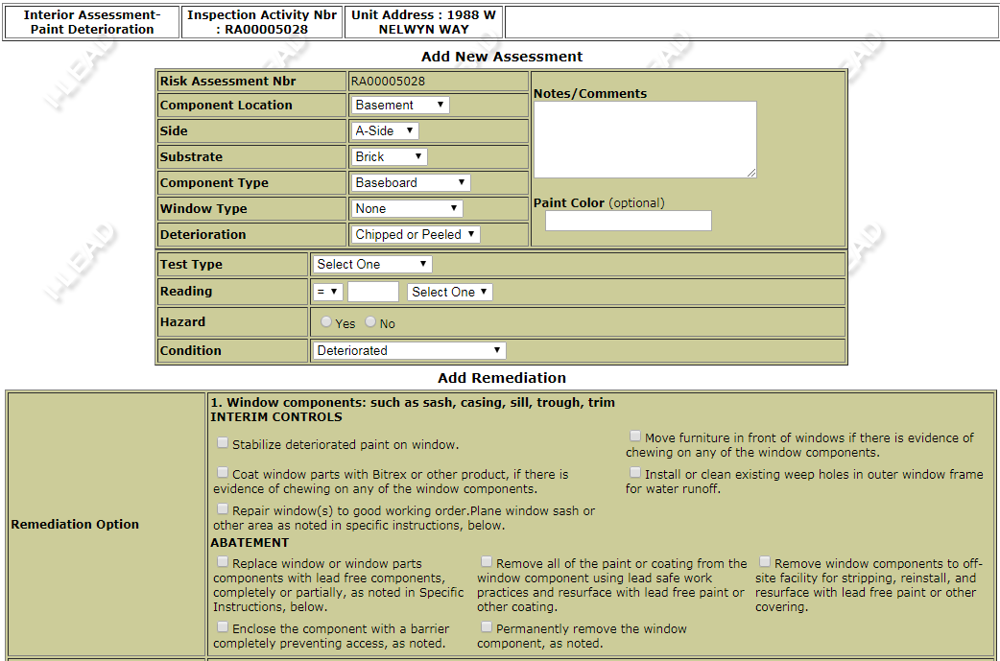 Interior Assessment-
Paint Deterioration
Inspection Activity Nbr
: RA00005028
Unit Address : 1988 W
NELWYN WAY
Add New Assessment
Risk Assessment Nbr
RA00005028
Component Location
Basement
Side
A-Side
Substrate
Brick
Component Type
Baseboard
Window Type
None
Deterioration
Chipped or Peeled
Notes/Comments
Paint Color (optional)
Test Type
Select One
Reading
=
Select One
Hazard
Yes No
Condition
Deteriorated
Add Remediation
Remediation Option
1. Window components: such as sash, casing, sill, trough, trim
INTERIM CONTROLS
Stabilize deteriorated paint on window.
Move furniture in front of windows if there is evidence of
chewing on any of the window components.
Coat window parts with Bitrex or other product, if there is
evidence of chewing on any of the window components.
Install or clean existing weep holes in outer window frame
for water runoff.
Repair window(s) to good working order.Plane window sash or
other area as noted in specific instructions, below.
ABATEMENT
Replace window or window parts
components with lead free components,
completely or partially, as noted in Specific
Instructions, below.
Remove all of the paint or coating from the
window component using lead safe work
practices and resurface with lead free paint or
other coating.
Remove window components to off-
site facility for stripping, reinstall, and
resurface with lead free paint or other
covering.
Enclose the component with a barrier
completely preventing access, as noted.
Permanently remove the window
component, as noted.